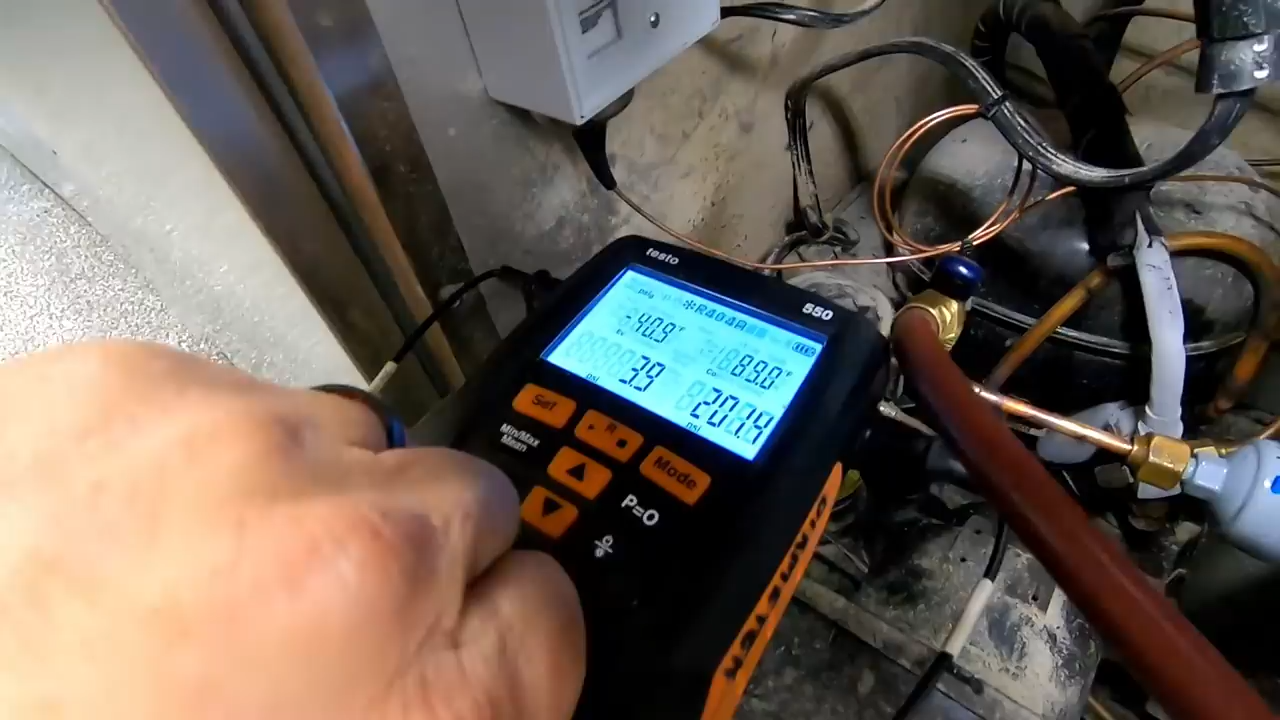 testo
550
psig R404A
-40.9 °F
89.0 °F
3.9
psi
201.4
psi
Set
R
Mode
Min/Max
Mean
P=0